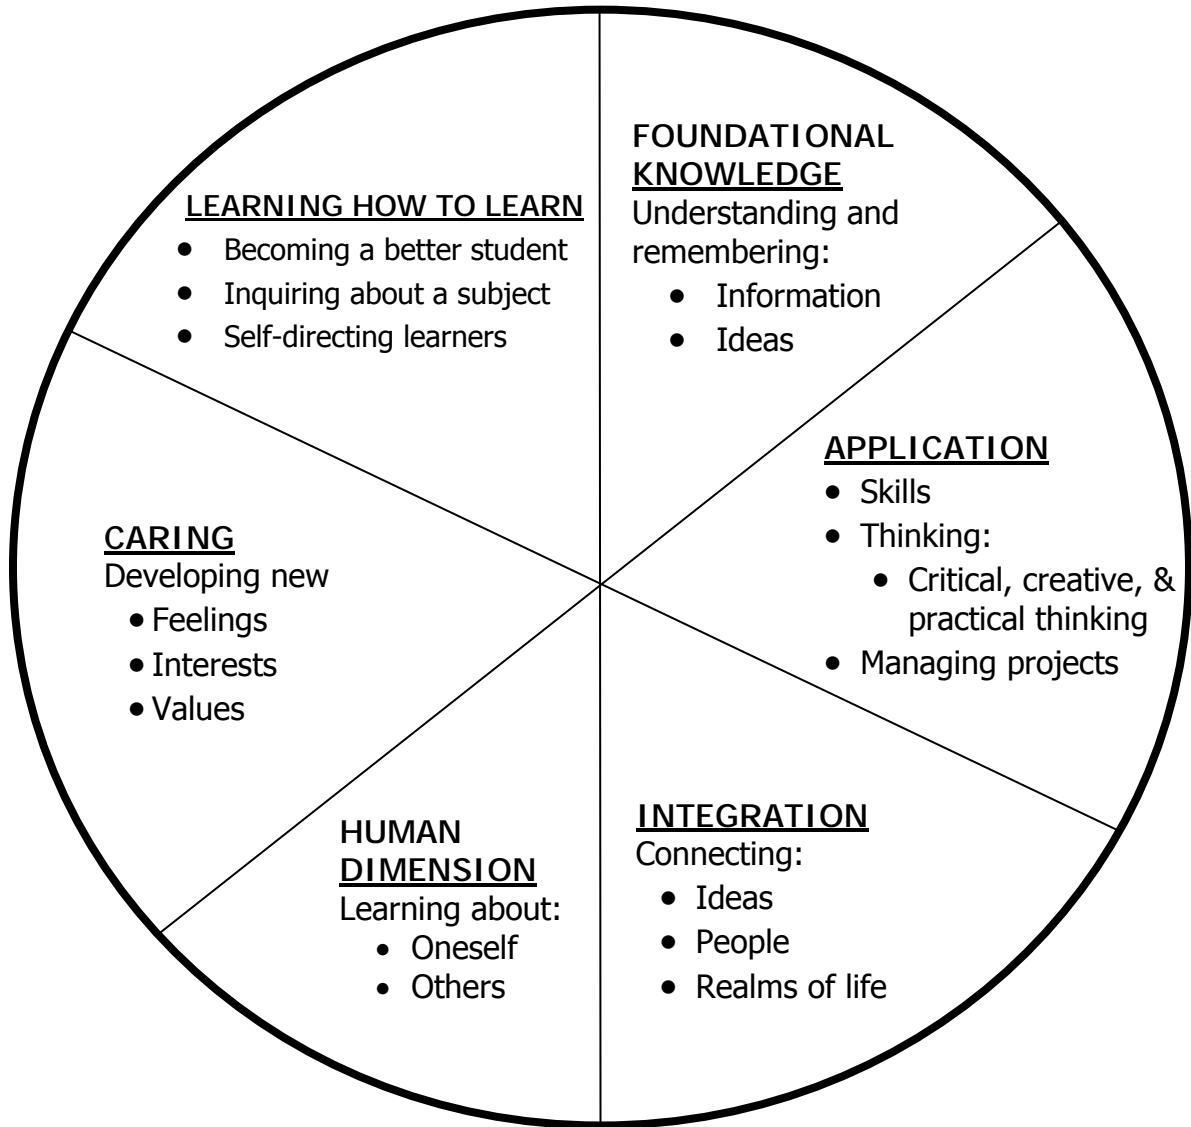 FOUNDATIONAL
KNOWLEDGE
Understanding and
remembering:
• Information
• Ideas
APPLICATION
• Skills
• Thinking:
• Critical, creative, &
practical thinking
• Managing projects
INTEGRATION
Connecting:
• Ideas
• People
• Realms of life
HUMAN
DIMENSION
Learning about:
• Oneself
• Others
CARING
Developing new
• Feelings
• Interests
• Values
LEARNING HOW TO LEARN
• Becoming a better student
• Inquiring about a subject
• Self-directing learners